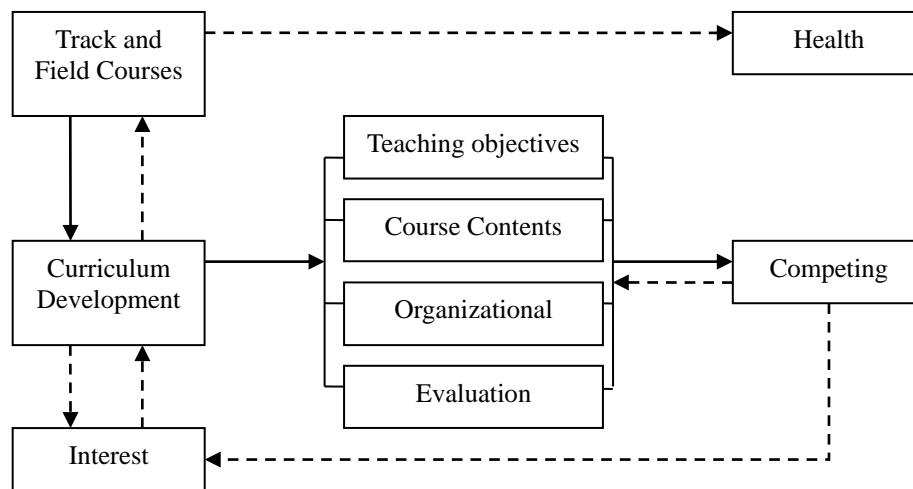 Track and
Field Courses
Health
Teaching objectives
Course Contents
Curriculum
Development
Competing
Organizational
Evaluation
Interest